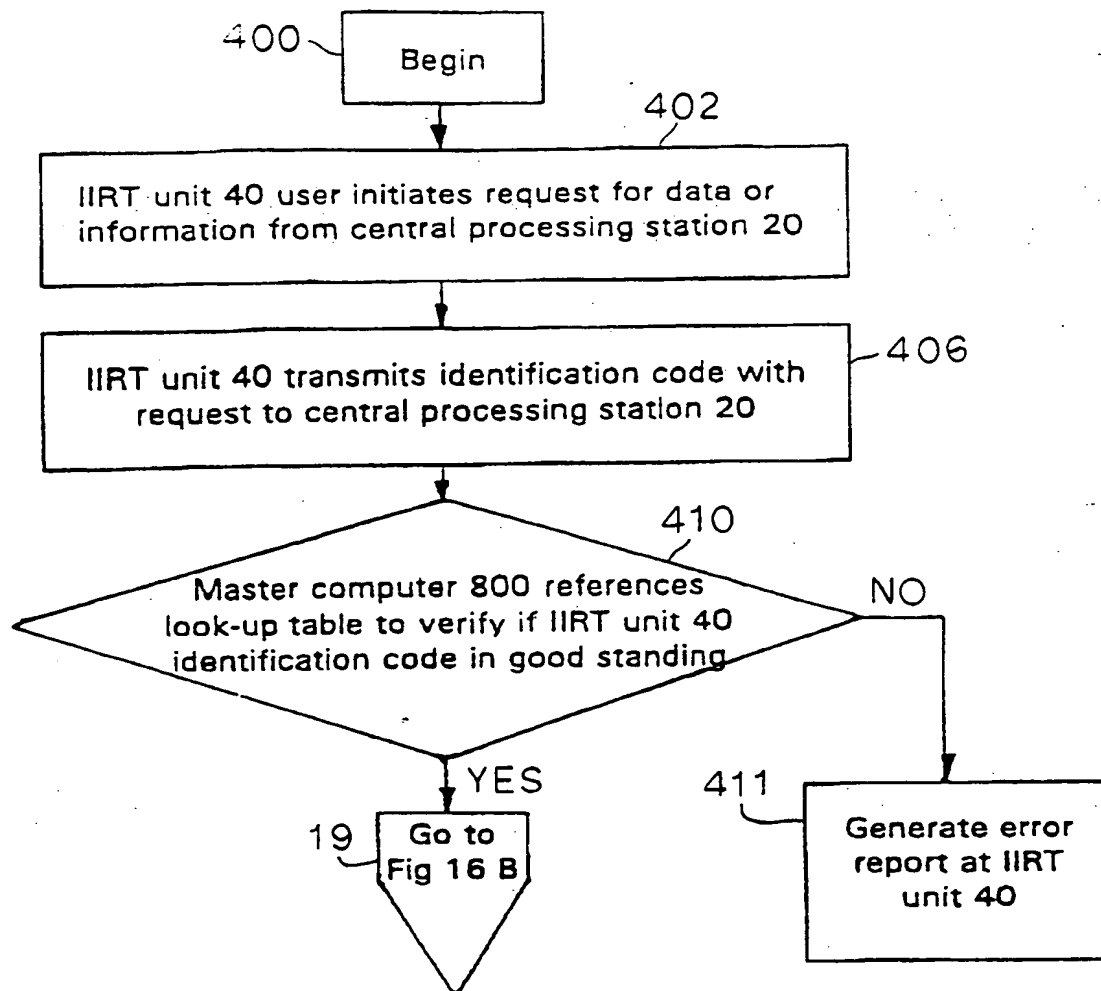 400
Begin
402
IIRT unit 40 user initiates request for data or
information from central processing station 20
IIRT unit 40 transmits identification code with
request to central processing station 20
406
410
Master computer 800 references
look-up table to verify if IIRT unit 40
identification code in good standing
NO
YES
19
Go to
Fig 16 B
411
Generate error
report at IIRT
unit 40